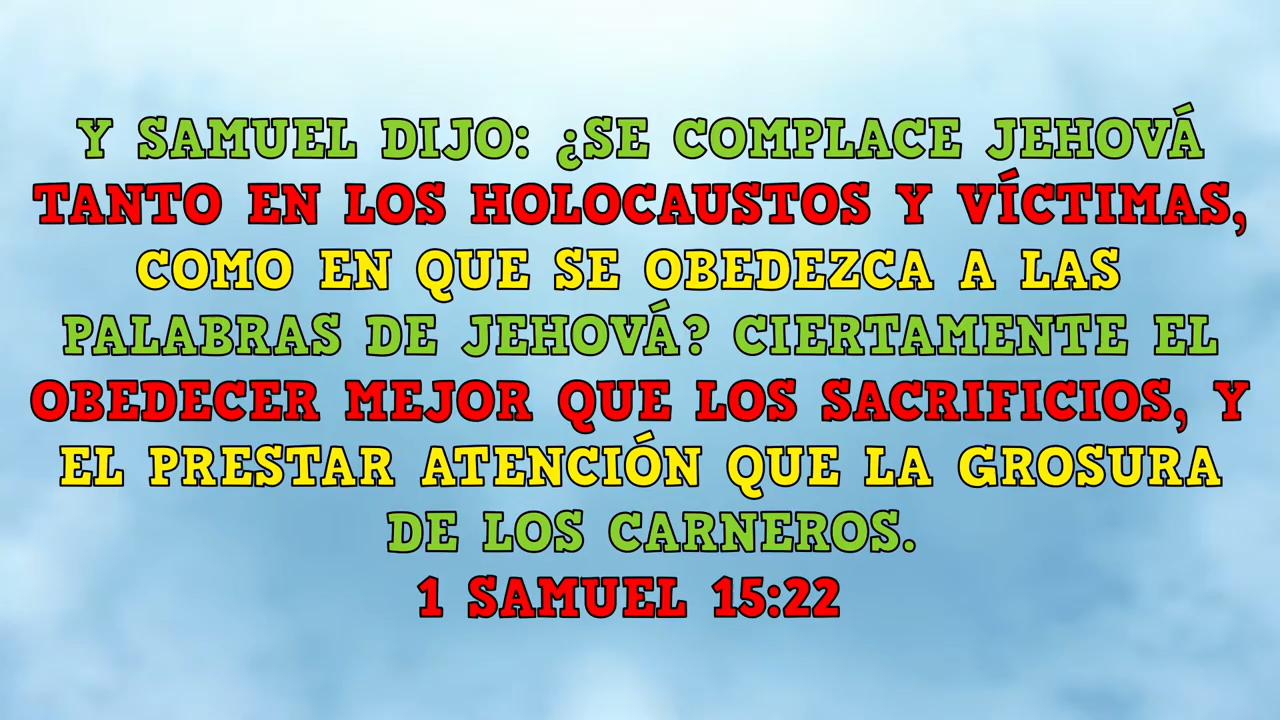 Y SAMUEL DIJO: ¿SE COMPLACE JEHOVÁ
TANTO EN LOS HOLOCAUSTOS Y VÍCTIMAS,
COMO EN QUE SE OBEDEZCA A LAS
PALABRAS DE JEHOVÁ? CIERTAMENTE EL
OBEDECER MEJOR QUE LOS SACRIFICIOS, Y
EL PRESTAR ATENCIÓN QUE LA GROSURA
DE LOS CARNEROS.
1 SAMUEL 15:22